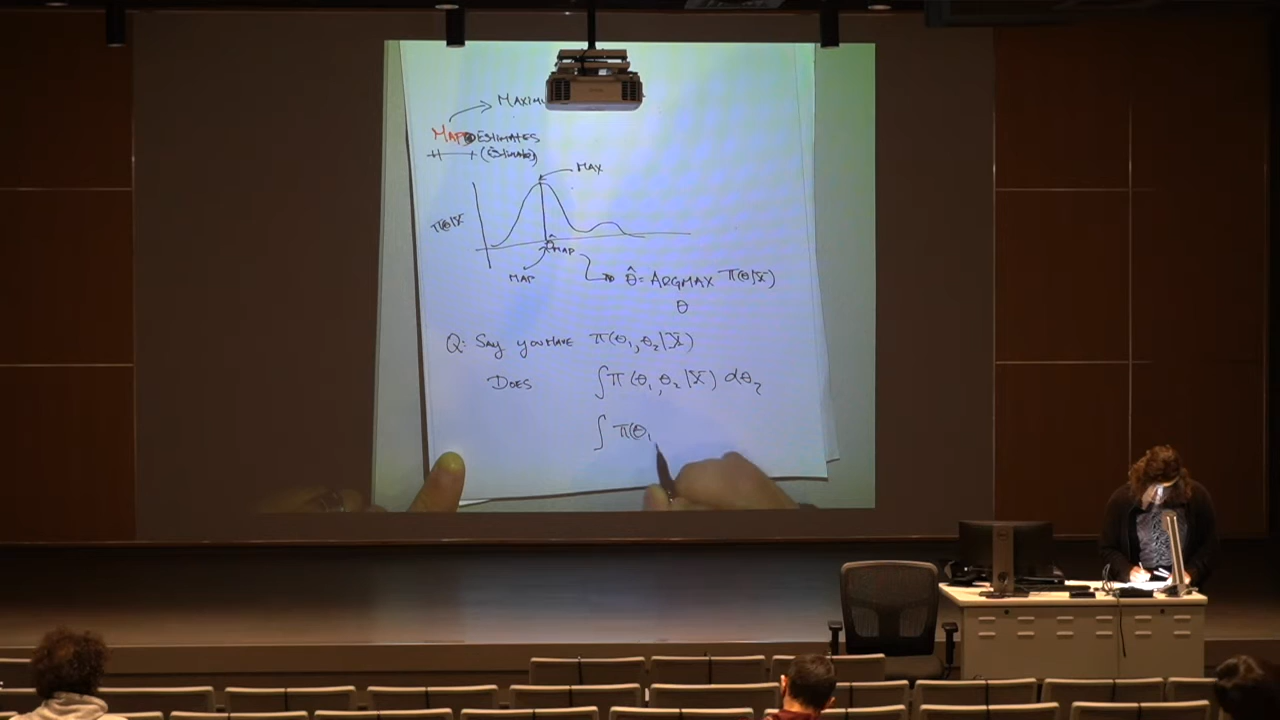 MAXIMU
MAP ESTIMATES
(ESTIMATE)
MAX
π(θ|X
θ̂MAP
MAP
θ̂ = ARGMAX π(θ|X)
θ
Q: SAY YOU HAVE π(θ₁, θ₂|X)
DOES ∫π(θ₁, θ₂|X) dθ₂
∫π(θ₁